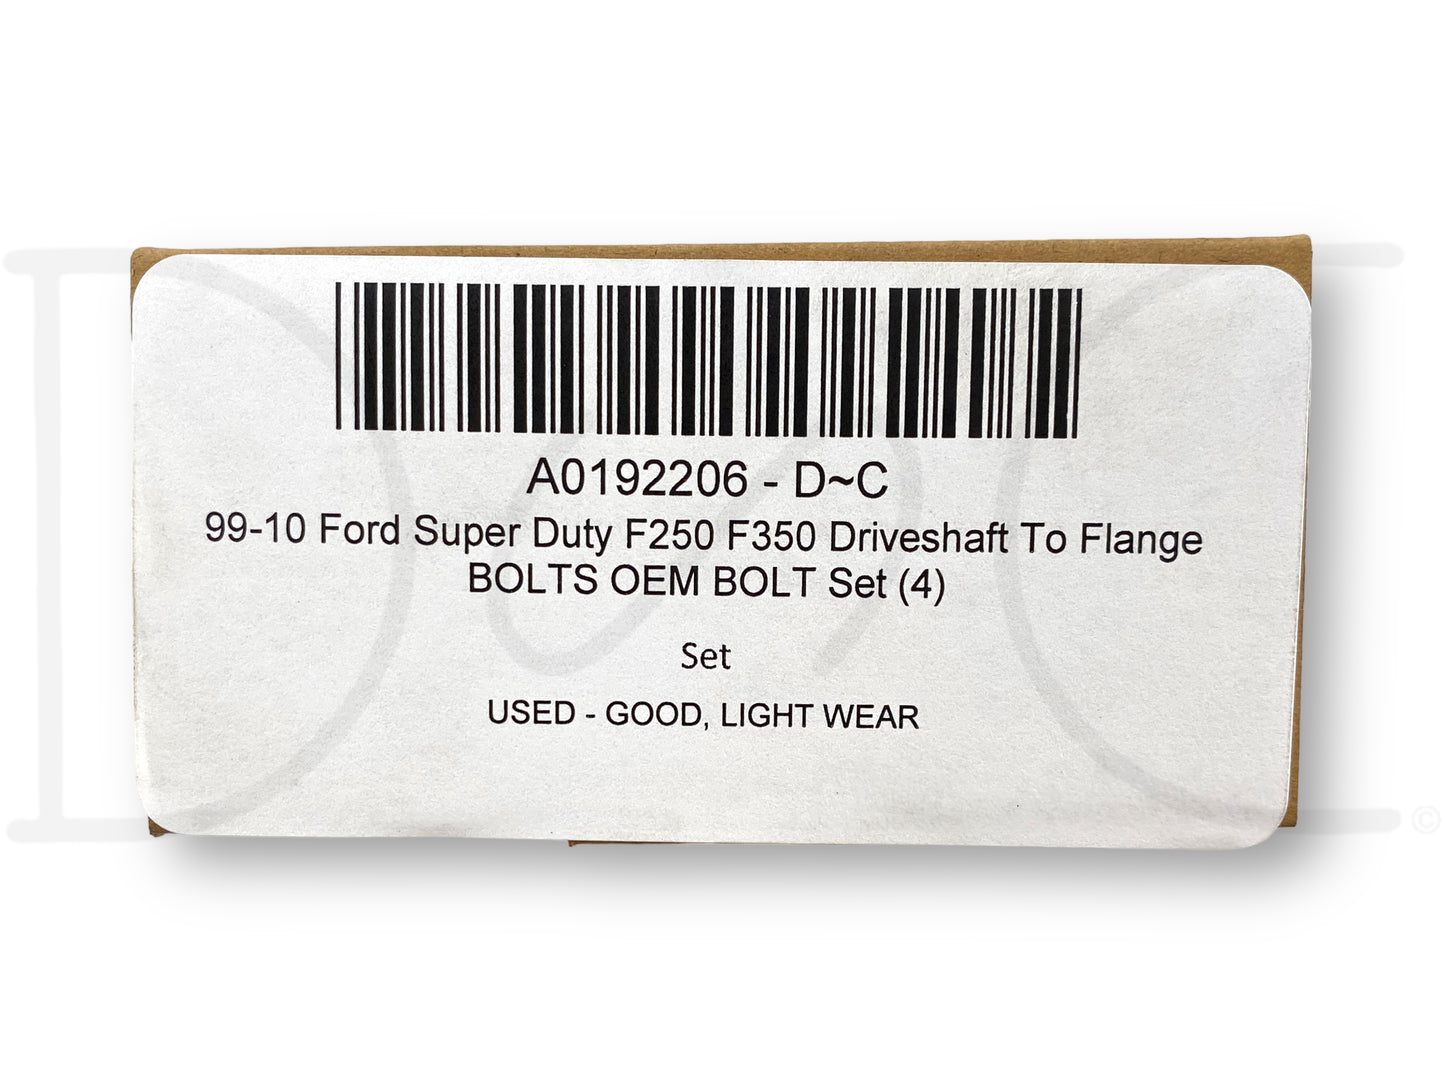 A0192206 - D~C
99-10 Ford Super Duty F250 F350 Driveshaft To Flange
BOLTS OEM BOLT Set (4)
Set
USED - GOOD, LIGHT WEAR
©